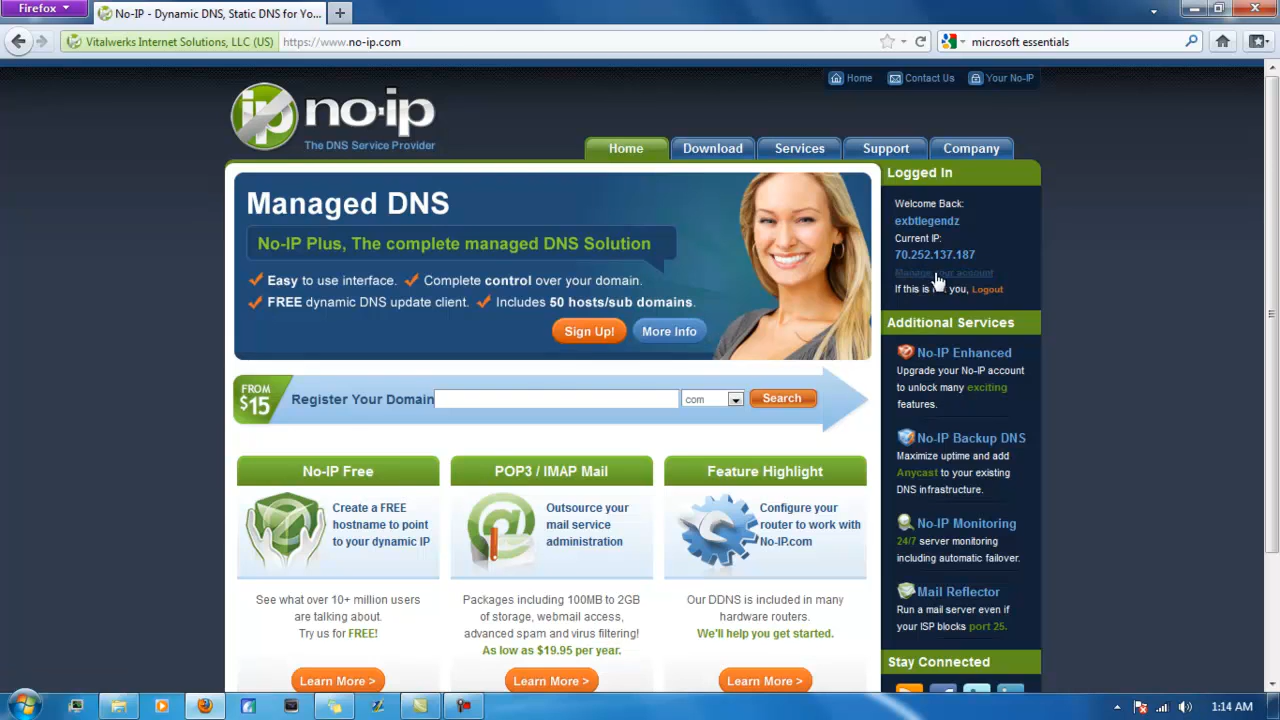 Firefox
No-IP - Dynamic DNS, Static DNS for Yo...
Vitalwerks Internet Solutions, LLC (US)
https://www.no-ip.com
microsoft essentials
Home
Contact Us
Your No-IP
ip no·ip
The DNS Service Provider
Home
Download
Services
Support
Company
Managed DNS
No-IP Plus, The complete managed DNS Solution
Easy to use interface. Complete control over your domain.
FREE dynamic DNS update client. Includes 50 hosts/sub domains.
Sign Up!
More Info
Logged In
Welcome Back:
exbtlegendz
Current IP:
70.252.137.187
Manage your account
If this is you, Logout
FROM
$15
Register Your Domain
com
Search
Additional Services
No-IP Enhanced
Upgrade your No-IP account
to unlock many exciting
features.
No-IP Backup DNS
Maximize uptime and add
Anycast to your existing
DNS infrastructure.
No-IP Monitoring
24/7 server monitoring
including automatic failover.
Mail Reflector
Run a mail server even if
your ISP blocks port 25.
Stay Connected
No-IP Free
Create a FREE
hostname to point
to your dynamic IP
See what over 10+ million users
are talking about.
Try us for FREE!
Learn More >
POP3 / IMAP Mail
Outsource your
mail service
administration
Packages including 100MB to 2GB
of storage, webmail access,
advanced spam and virus filtering!
As low as $19.95 per year.
Learn More >
Feature Highlight
Configure your
router to work with
No-IP.com
Our DDNS is included in many
hardware routers.
We'll help you get started.
Learn More >
1:14 AM